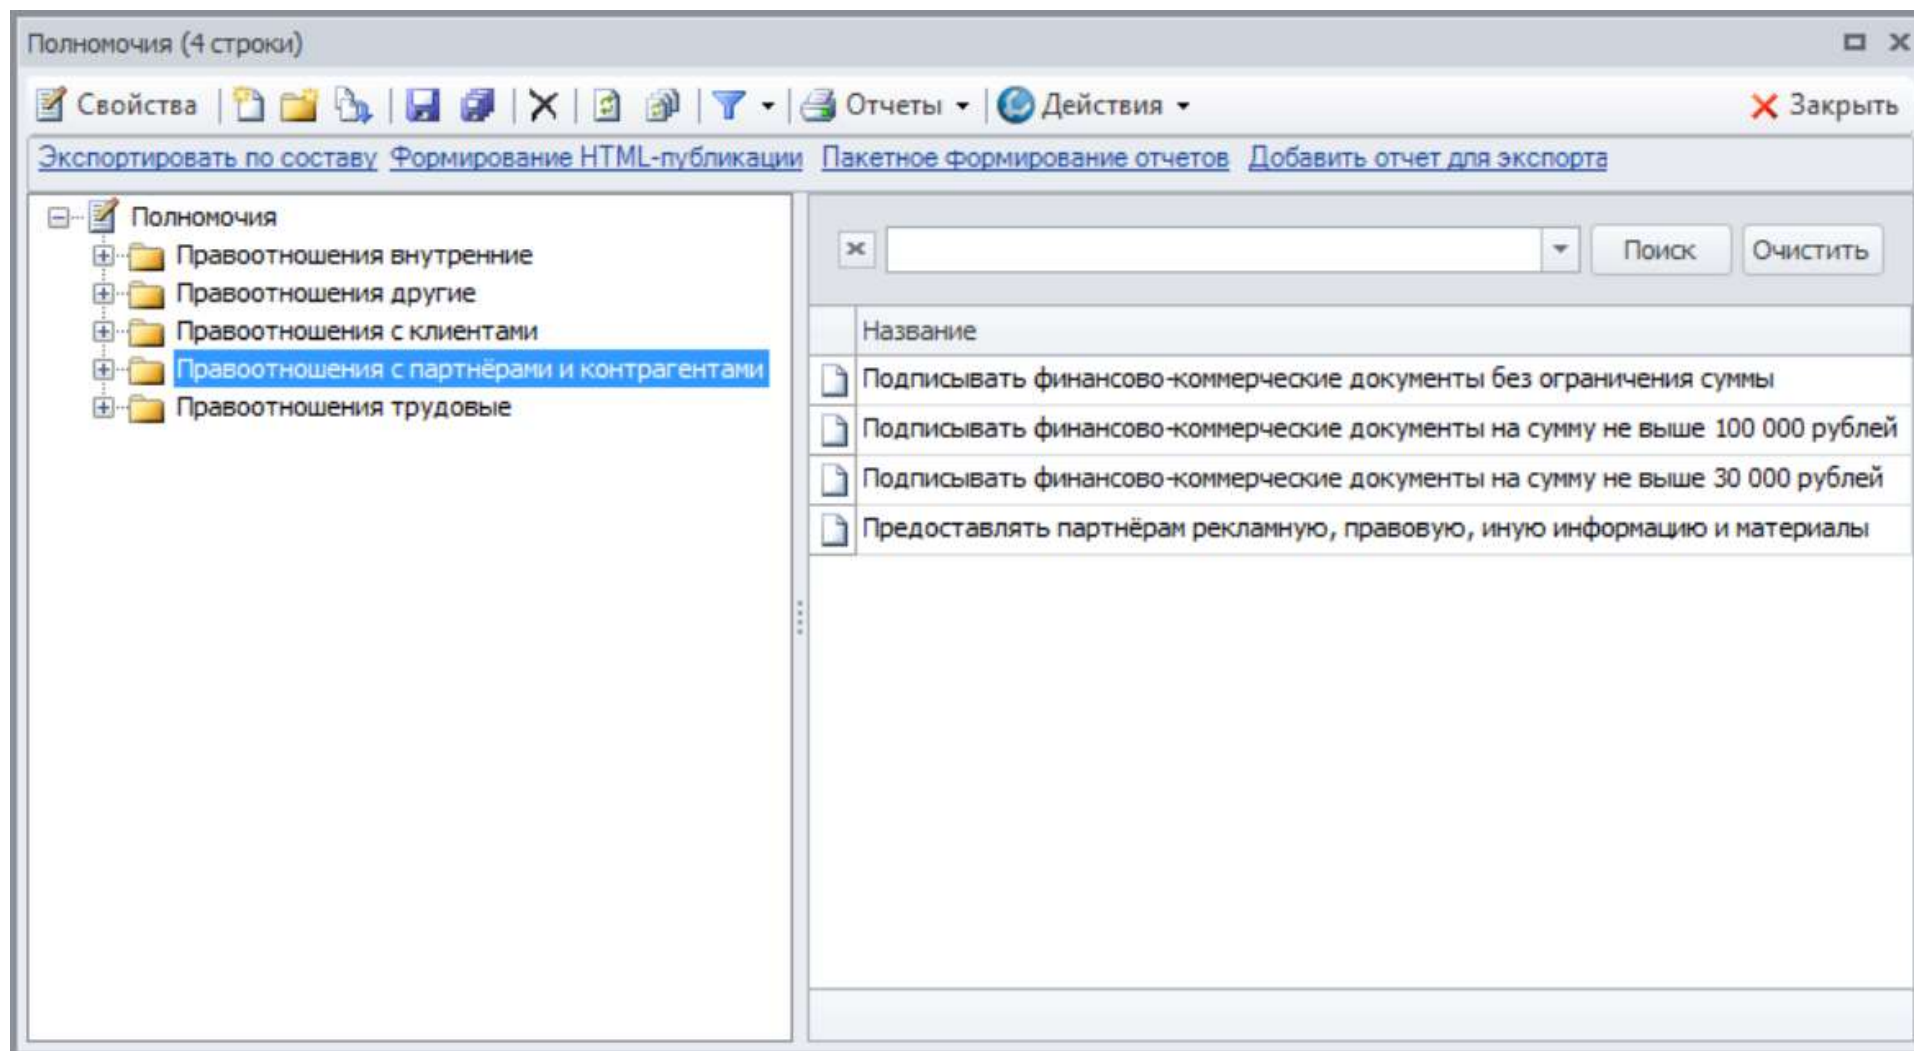 Полномочия (4 строки)
Свойства Отчеты Действия Закрыть
Экспортировать по составу Формирование HTML-публикации Пакетное формирование отчетов Добавить отчет для экспорта
Полномочия
Правоотношения внутренние
Правоотношения другие
Правоотношения с клиентами
Правоотношения с партнёрами и контрагентами
Правоотношения трудовые
Поиск Очистить
Название
Подписывать финансово-коммерческие документы без ограничения суммы
Подписывать финансово-коммерческие документы на сумму не выше 100 000 рублей
Подписывать финансово-коммерческие документы на сумму не выше 30 000 рублей
Предоставлять партнёрам рекламную, правовую, иную информацию и материалы